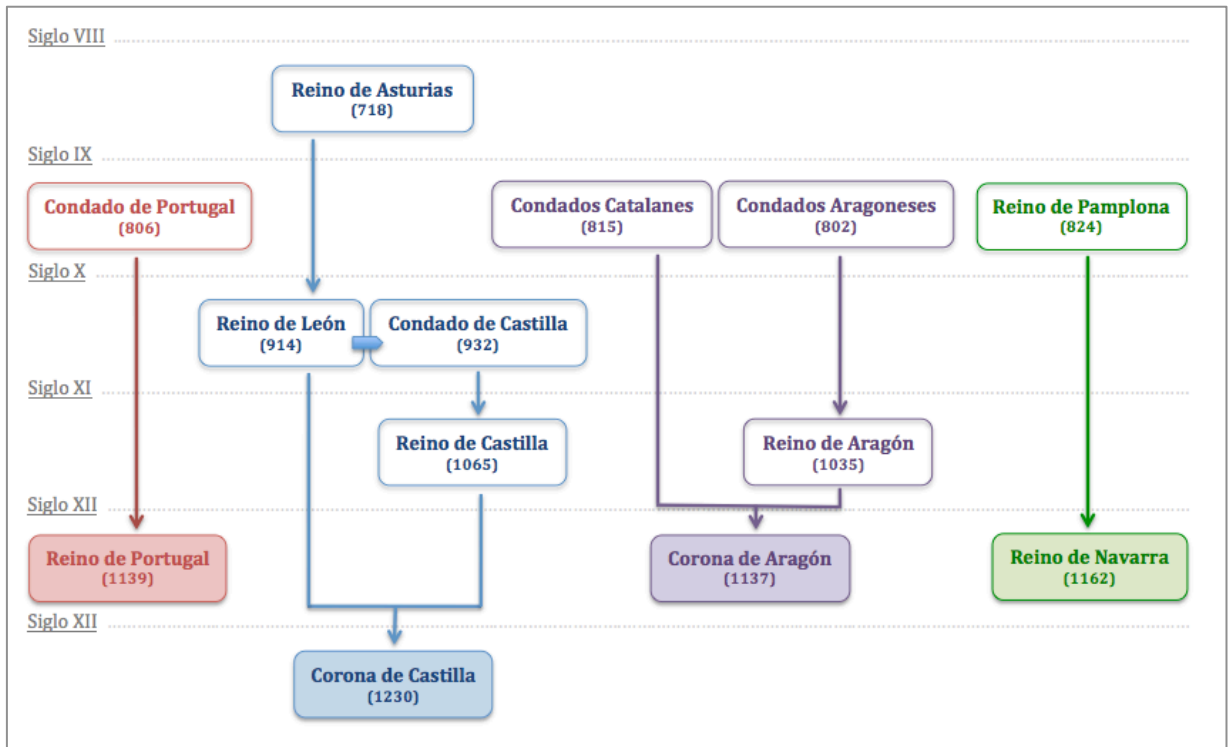 Siglo VIII
Reino de Asturias
(718)
Siglo IX
Condado de Portugal
(806)
Condados Catalanes
(815)
Condados Aragoneses
(802)
Reino de Pamplona
(824)
Siglo X
Reino de León
(914)
Condado de Castilla
(932)
Siglo XI
Reino de Castilla
(1065)
Reino de Aragón
(1035)
Siglo XII
Reino de Portugal
(1139)
Corona de Aragón
(1137)
Reino de Navarra
(1162)
Siglo XII
Corona de Castilla
(1230)